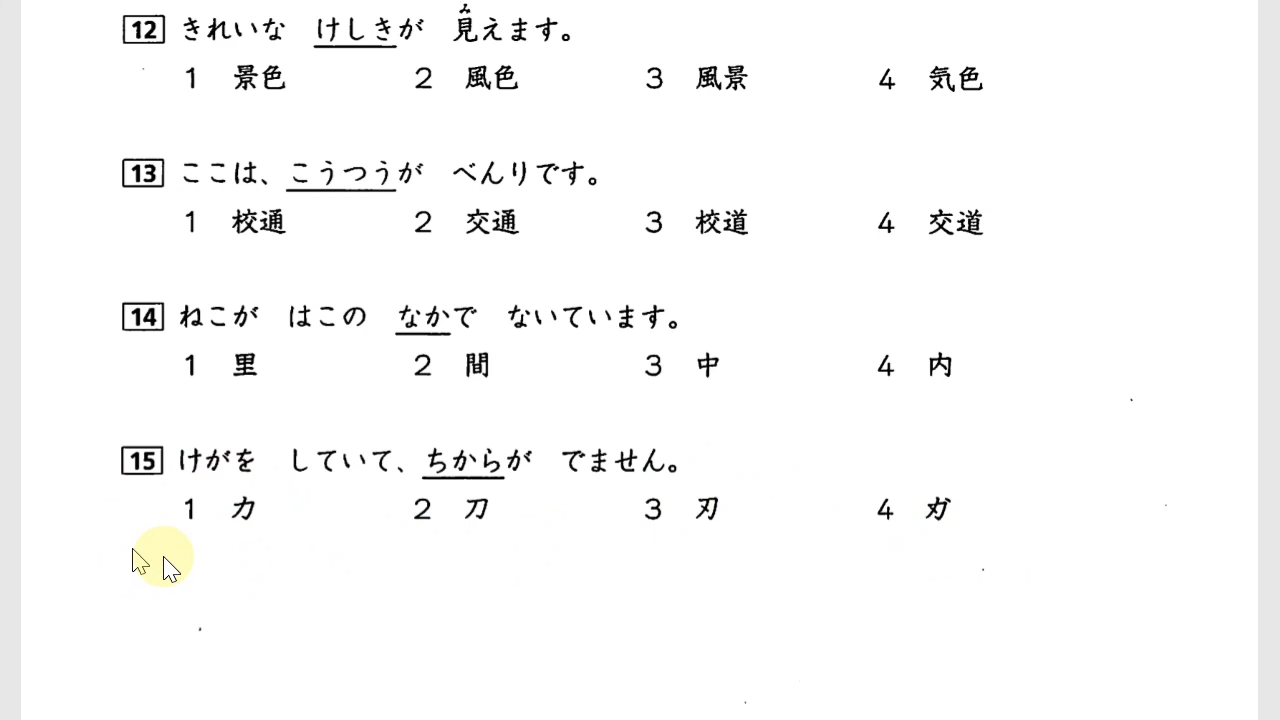 12 きれいな けしきが 見えます。
み
1 景色 2 風色 3 風景 4 気色
13 ここは、こうつうが べんりです。
1 校通 2 交通 3 校道 4 交道
14 ねこが はこの なかで ないています。
1 里 2 間 3 中 4 内
15 けがを していて、ちからが でません。
1 力 2 刀 3 刃
4